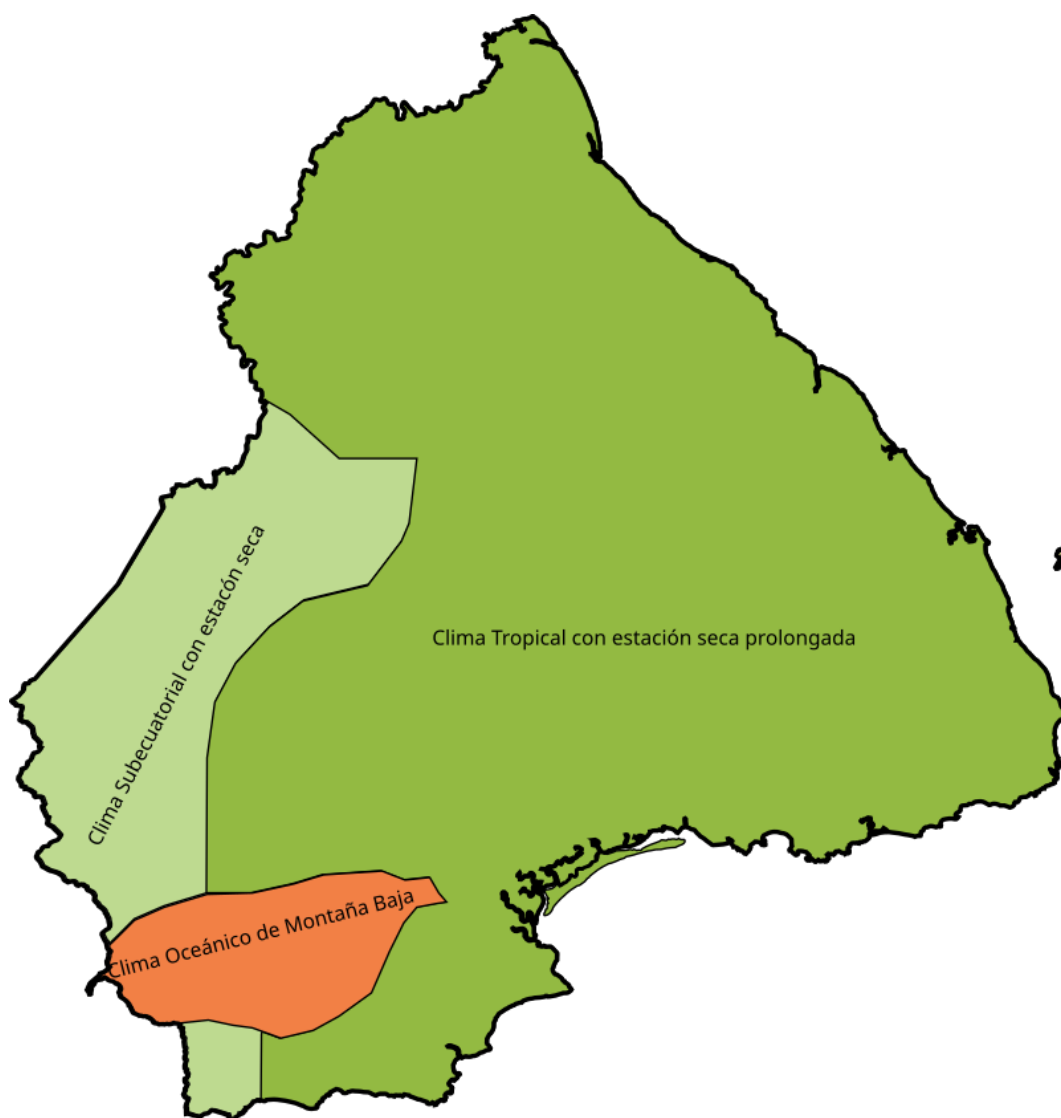 Clima Subecuatorial con estacón seca
Clima Tropical con estación seca prolongada
Clima Oceánico de Montaña Baja